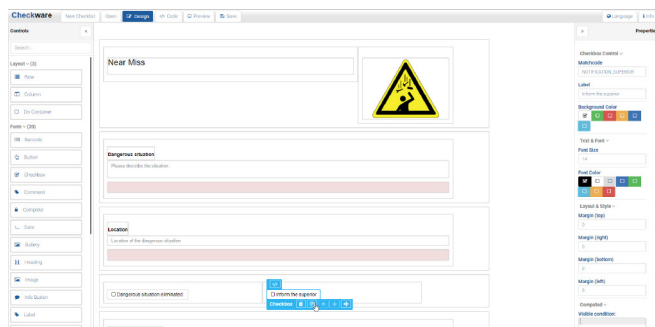 Checkware
New Checklist
Open
Design
</> Code
Preview
Save
Language
Info
Controls
Properties
Search...
Layout - (3)
Row
Column
Div Container
Form - (20)
Barcode
Button
Checkbox
Comment
Complete
Date
Gallery
Heading
Image
Info Button
Label
Near Miss
Dangerous situation
Please describe the situation
Location
Location of the dangerous situation
Dangerous situation eliminated
</>
Inform the superior
Checkbox
Checkbox Control
Matchcode
NOTIFICATION_SUPERIOR
Label
Inform the superior
Background Color
Text & Font
Font Size
14
Font Color
Layout & Style
Margin (top)
0
Margin (right)
0
Margin (bottom)
0
Margin (left)
0
Computed
Visible condition: